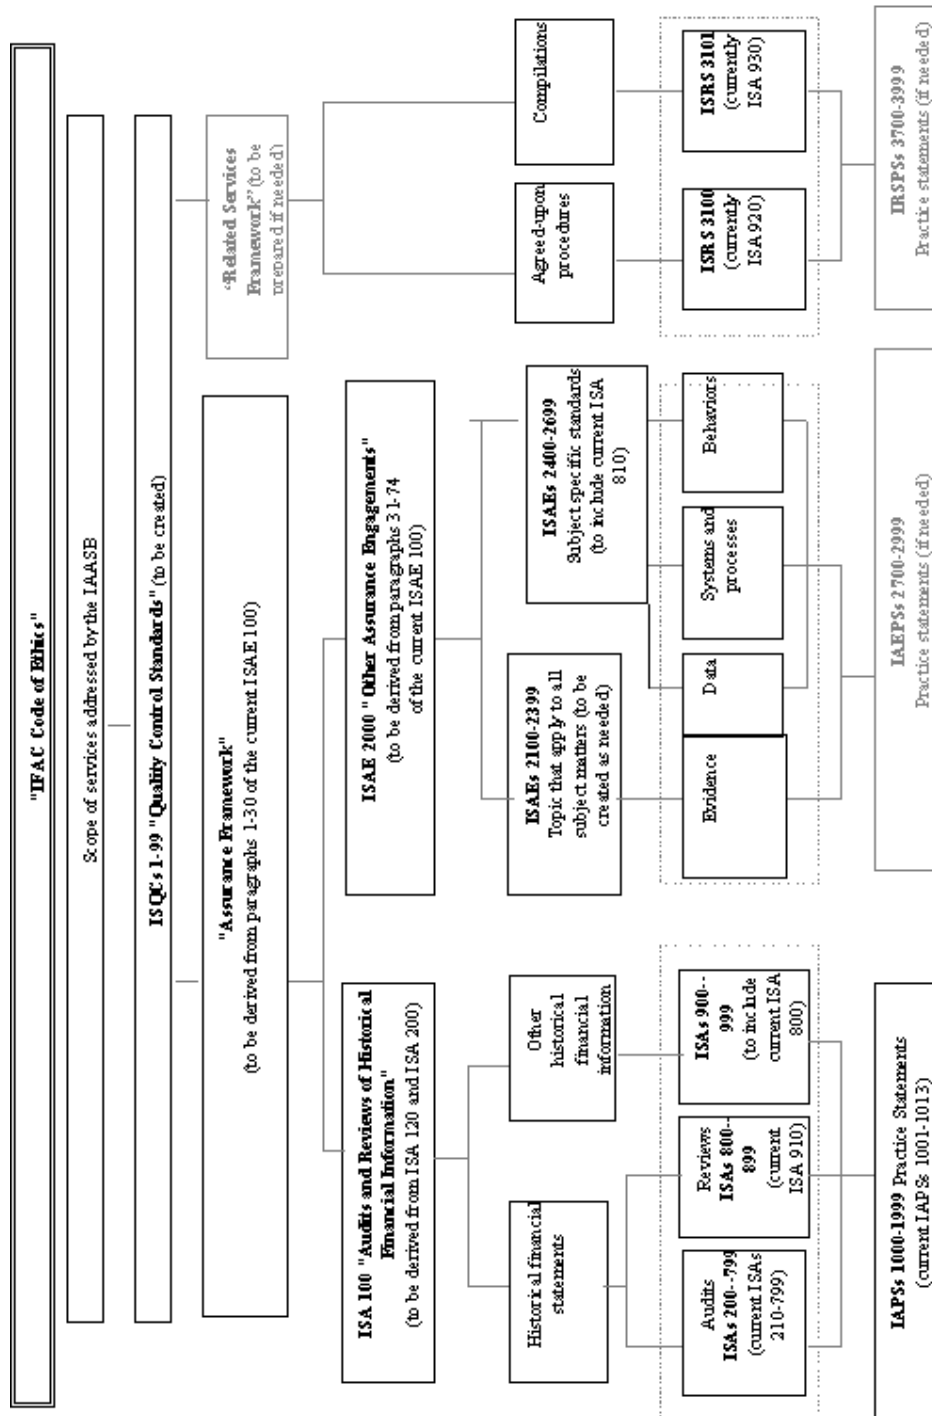 "IFAC Code of Ethics"
Scope of services addressed by the IAASB
ISQCs 1-99 "Quality Control Standards" (to be created)
"Assurance Framework"
(to be derived from paragraphs 1-30 of the current ISAE 100)
"Related Services
Framework" (to be
prepared if needed)
ISA 100 "Audits and Reviews of Historical
Financial Information"
(to be derived from ISA 120 and ISA 200)
ISAE 2000 "Other Assurance Engagements"
(to be derived from paragraphs 31-74
of the current ISAE 100)
Historical financial
statements
Other
historical
financial
information
ISAEs 2100-2399
Topic that apply to all
subject matters (to be
created as needed)
ISAEs 2400-2699
Subject specific standards
(to include current ISA
810)
Agreed-upon
procedures
Compilations
Audits
ISAs 200--799
(current ISAs
210-799)
Reviews
ISAs 800--
899
(current
ISA 910)
ISAs 900--
999
(to include
current ISA
800)
Evidence
Data
Systems and
processes
Behaviors
ISRS 3100
(currently
ISA 920)
ISRS 3101
(currently
ISA 930)
IAPSs 1000-1999 Practice Statements
(current IAPSs 1001-1013)
IAEPSs 2700-2999
Practice statements (if needed)
IRSPSs 3700-3999
Practice statements (if needed)